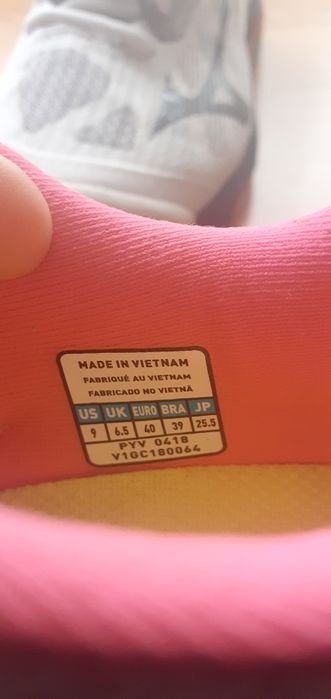 MADE IN VIETNAM
FABRIQUÉ AU VIETNAM
FABRICADO NO VIETNÃ
US UK EURO BRA JP
9 6.5 40 39 25.5
PYV 0418
V1GC180064